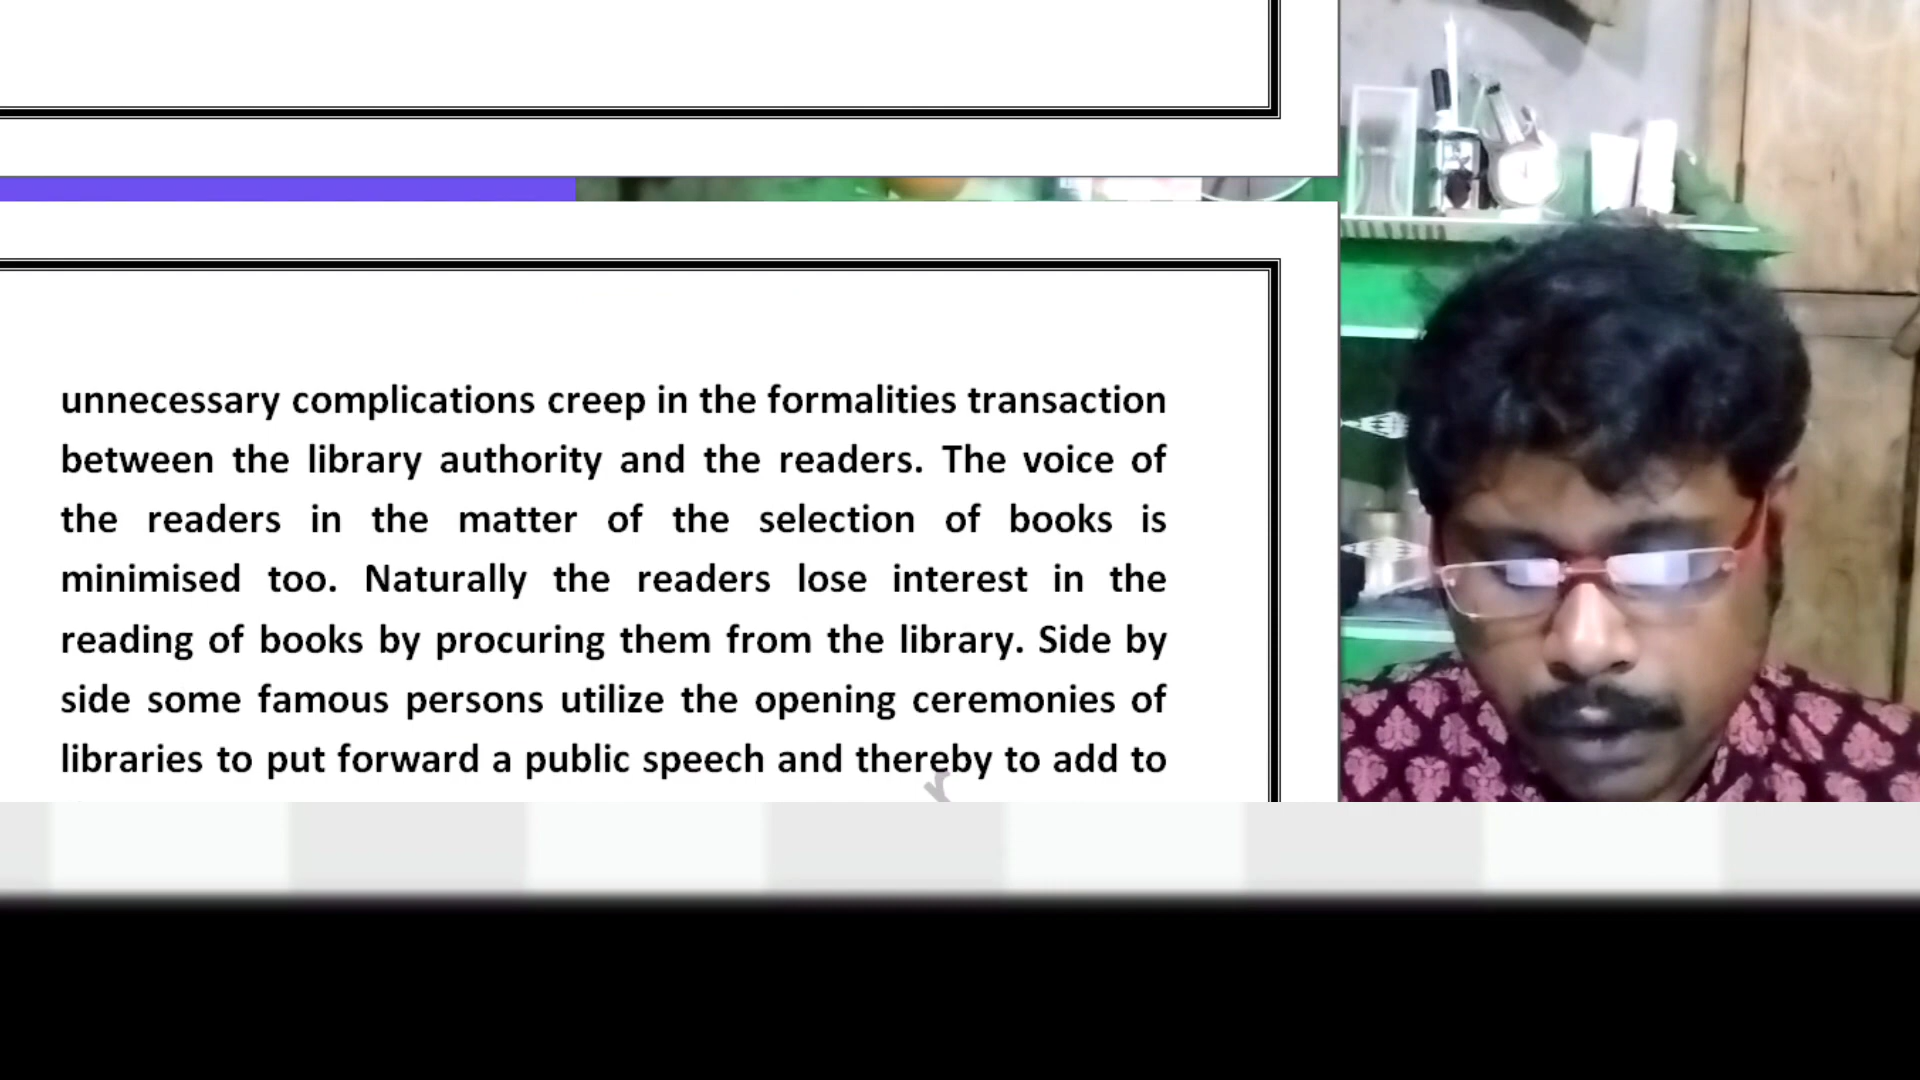 unnecessary complications creep in the formalities transaction
between the library authority and the readers. The voice of
the readers in the matter of the selection of books is
minimised too. Naturally the readers lose interest in the
reading of books by procuring them from the library. Side by
side some famous persons utilize the opening ceremonies of
libraries to put forward a public speech and thereby to add to